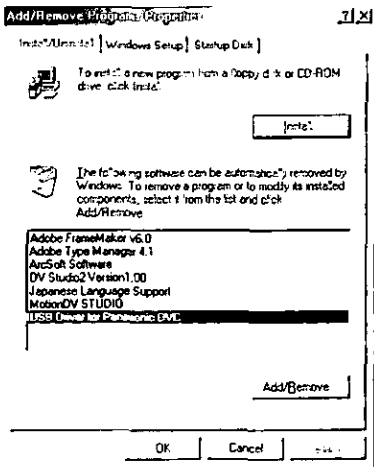 Add/Remove Programs Properties ? ×
Install/Uninstall Windows Setup Startup Disk
To install a new program from a floppy disk or CD-ROM
drive, click Install.
Install
The following software can be automatically removed by
Windows. To remove a program or to modify its installed
components, select it from the list and click
Add/Remove
Adobe FrameMaker v6.0
Adobe Type Manager 4.1
ArcSoft Software
DV Studio2 Version1.00
Japanese Language Support
MotionDV STUDIO
USB Driver for Panasonic DVC
Add/Remove
OK Cancel